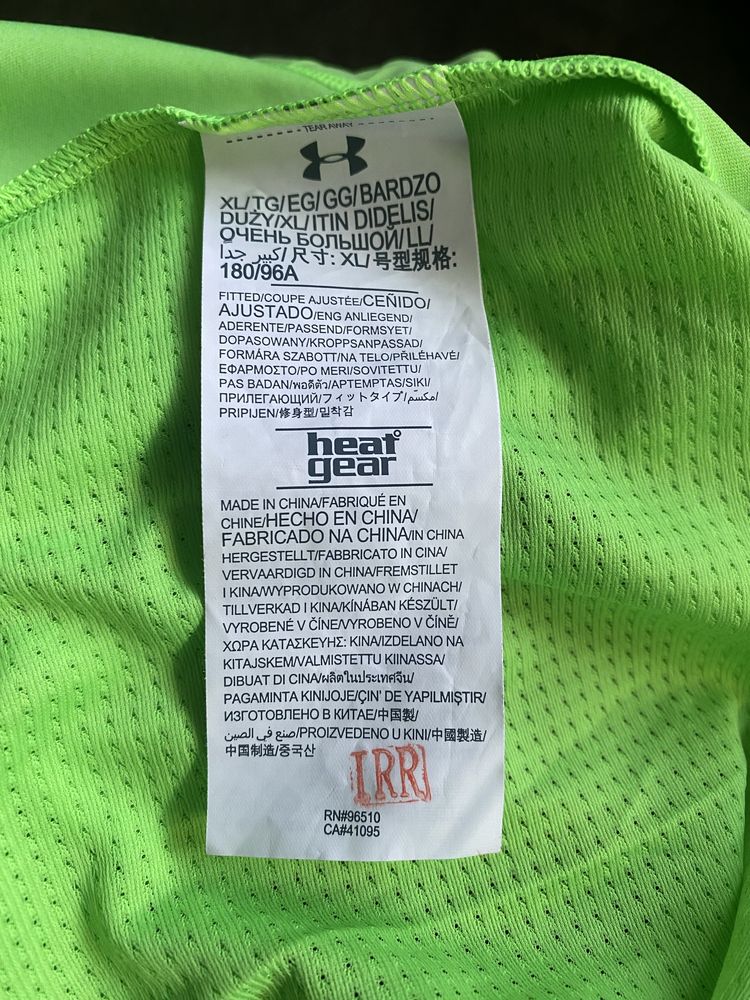 TEAR AWAY
XL/TG/EG/GG/BARDZO
DUŻY/XL/ITIN DIDELIS/
ОЧЕНЬ БОЛЬШОЙ/LL/
كبير جداً/尺寸: XL/号型规格:
180/96A
FITTED/COUPE AJUSTÉE/CEÑIDO/
AJUSTADO/ENG ANLIEGEND/
ADERENTE/PASSEND/FORMSYET/
DOPASOWANY/KROPPSANPASSAD/
FORMÁRA SZABOTT/NA TELO/PŘILÉHAVÉ/
ΕΦΑΡΜΟΣΤΟ/PO MERI/SOVITETTU/
PAS BADAN/พอดีตัว/APTEMPTAS/SIKI/
ПРИЛЕГАЮЩИЙ/フィットタイプ/مكسّم/
PRIPIJEN/修身型/밀착감
heat
gear
MADE IN CHINA/FABRIQUÉ EN
CHINE/HECHO EN CHINA/
FABRICADO NA CHINA/IN CHINA
HERGESTELLT/FABBRICATO IN CINA/
VERVAARDIGD IN CHINA/FREMSTILLET
I KINA/WYPRODUKOWANO W CHINACH/
TILLVERKAD I KINA/KÍNÁBAN KÉSZÜLT/
VYROBENÉ V ČÍNE/VYROBENO V ČÍNĚ/
ΧΩΡΑ ΚΑΤΑΣΚΕΥΗΣ: ΚΙΝΑ/IZDELANO NA
KITAJSKEM/VALMISTETTU KIINASSA/
DIBUAT DI CINA/ผลิตในประเทศจีน/
PAGAMINTA KINIJOJE/ÇIN' DE YAPILMIŞTIR/
ИЗГОТОВЛЕНО В КИТАЕ/中国製/
صنع في الصين/PROIZVEDENO U KINI/中國製造/
中国制造/중국산
IRR
RN#96510
CA#41095